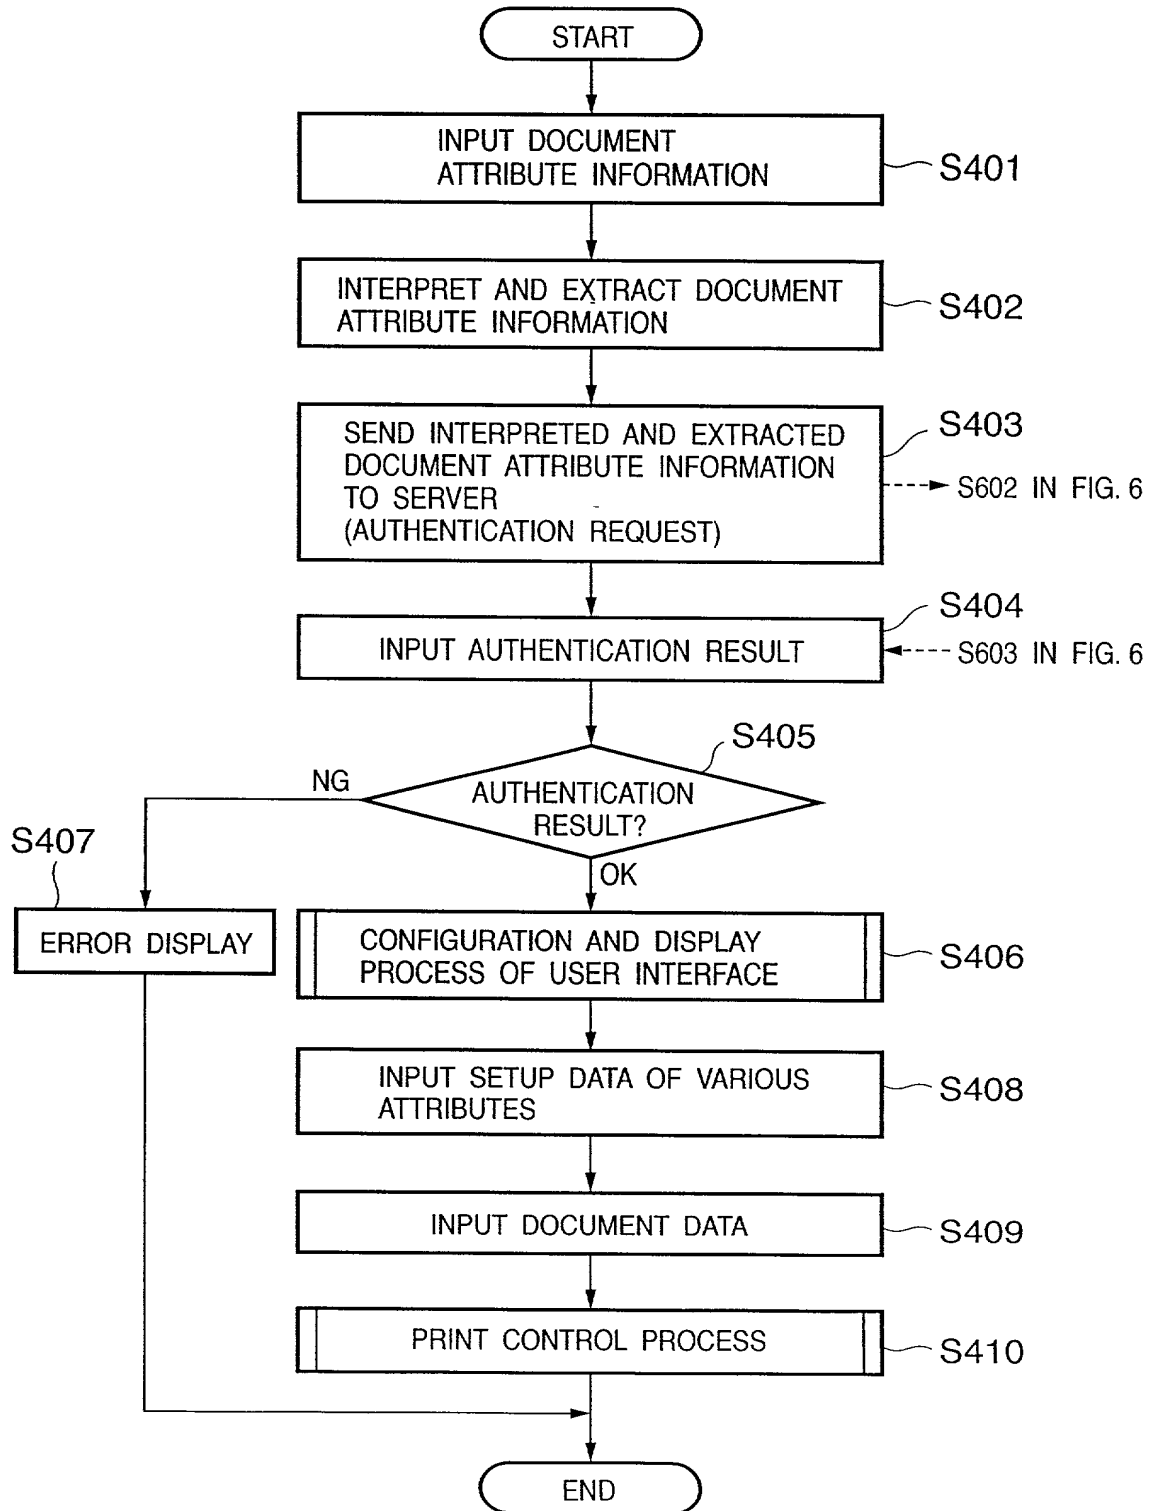 START
INPUT DOCUMENT
ATTRIBUTE INFORMATION
S401
INTERPRET AND EXTRACT DOCUMENT
ATTRIBUTE INFORMATION
S402
SEND INTERPRETED AND EXTRACTED
DOCUMENT ATTRIBUTE INFORMATION
TO SERVER
(AUTHENTICATION REQUEST)
S403
S602 IN FIG. 6
S404
INPUT AUTHENTICATION RESULT
S603 IN FIG. 6
S405
AUTHENTICATION
RESULT?
NG
OK
S407
ERROR DISPLAY
CONFIGURATION AND DISPLAY
PROCESS OF USER INTERFACE
S406
INPUT SETUP DATA OF VARIOUS
ATTRIBUTES
S408
INPUT DOCUMENT DATA
S409
PRINT CONTROL PROCESS
S410
END